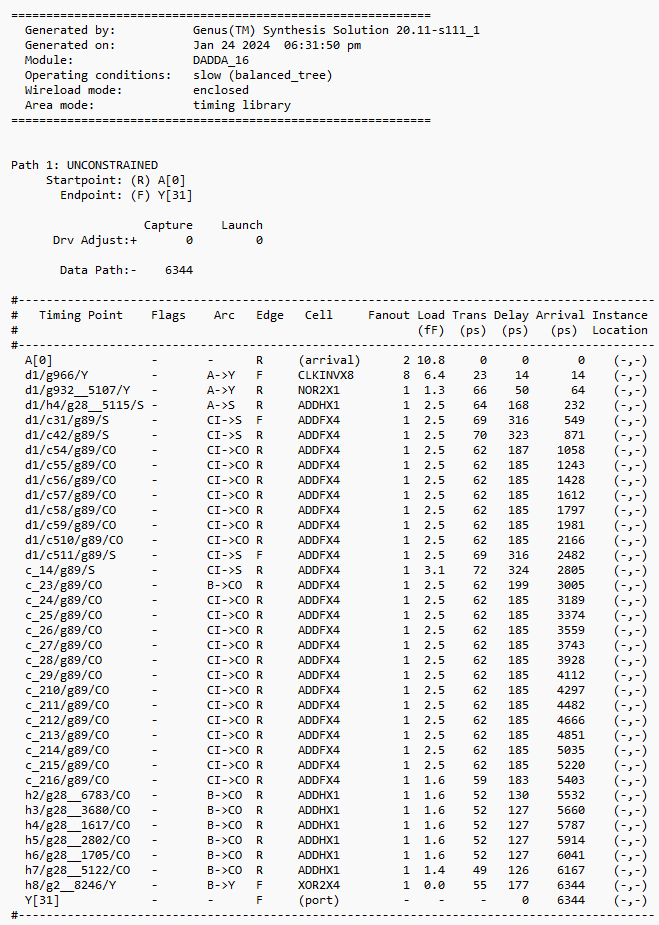 ============================================================
  Generated by:           Genus(TM) Synthesis Solution 20.11-s111_1
  Generated on:           Jan 24 2024  06:31:50 pm
  Module:                 DADDA_16
  Operating conditions:   slow (balanced_tree)
  Wireload mode:          enclosed
  Area mode:              timing library
============================================================
Path 1: UNCONSTRAINED
     Startpoint: (R) A[0]
       Endpoint: (F) Y[31]
                   Capture    Launch
      Drv Adjust:+       0         0
       Data Path:-    6344
#-------------------------------------------------------------------------------------------
#   Timing Point    Flags    Arc   Edge   Cell     Fanout Load Trans Delay Arrival Instance
#                                                         (fF)  (ps)  (ps)   (ps)  Location
#-------------------------------------------------------------------------------------------
  A[0]              -       -      R     (arrival)      2 10.8     0     0       0    (-,-)
  d1/g966/Y         -       A->Y   F     CLKINVX8       8  6.4    23    14      14    (-,-)
  d1/g932__5107/Y   -       A->Y   R     NOR2X1         1  1.3    66    50      64    (-,-)
  d1/h4/g28__5115/S -       A->S   R     ADDHX1         1  2.5    64   168     232    (-,-)
  d1/c31/g89/S      -       CI->S  F     ADDFX4         1  2.5    69   316     549    (-,-)
  d1/c42/g89/S      -       CI->S  R     ADDFX4         1  2.5    70   323     871    (-,-)
  d1/c54/g89/CO     -       CI->CO R     ADDFX4         1  2.5    62   187    1058    (-,-)
  d1/c55/g89/CO     -       CI->CO R     ADDFX4         1  2.5    62   185    1243    (-,-)
  d1/c56/g89/CO     -       CI->CO R     ADDFX4         1  2.5    62   185    1428    (-,-)
  d1/c57/g89/CO     -       CI->CO R     ADDFX4         1  2.5    62   185    1612    (-,-)
  d1/c58/g89/CO     -       CI->CO R     ADDFX4         1  2.5    62   185    1797    (-,-)
  d1/c59/g89/CO     -       CI->CO R     ADDFX4         1  2.5    62   185    1981    (-,-)
  d1/c510/g89/CO    -       CI->CO R     ADDFX4         1  2.5    62   185    2166    (-,-)
  d1/c511/g89/S     -       CI->S  F     ADDFX4         1  2.5    69   316    2482    (-,-)
  c_14/g89/S        -       CI->S  R     ADDFX4         1  3.1    72   324    2805    (-,-)
  c_23/g89/CO       -       B->CO  R     ADDFX4         1  2.5    62   199    3005    (-,-)
  c_24/g89/CO       -       CI->CO R     ADDFX4         1  2.5    62   185    3189    (-,-)
  c_25/g89/CO       -       CI->CO R     ADDFX4         1  2.5    62   185    3374    (-,-)
  c_26/g89/CO       -       CI->CO R     ADDFX4         1  2.5    62   185    3559    (-,-)
  c_27/g89/CO       -       CI->CO R     ADDFX4         1  2.5    62   185    3743    (-,-)
  c_28/g89/CO       -       CI->CO R     ADDFX4         1  2.5    62   185    3928    (-,-)
  c_29/g89/CO       -       CI->CO R     ADDFX4         1  2.5    62   185    4112    (-,-)
  c_210/g89/CO      -       CI->CO R     ADDFX4         1  2.5    62   185    4297    (-,-)
  c_211/g89/CO      -       CI->CO R     ADDFX4         1  2.5    62   185    4482    (-,-)
  c_212/g89/CO      -       CI->CO R     ADDFX4         1  2.5    62   185    4666    (-,-)
  c_213/g89/CO      -       CI->CO R     ADDFX4         1  2.5    62   185    4851    (-,-)
  c_214/g89/CO      -       CI->CO R     ADDFX4         1  2.5    62   185    5035    (-,-)
  c_215/g89/CO      -       CI->CO R     ADDFX4         1  2.5    62   185    5220    (-,-)
  c_216/g89/CO      -       CI->CO R     ADDFX4         1  1.6    59   183    5403    (-,-)
  h2/g28__6783/CO   -       B->CO  R     ADDHX1         1  1.6    52   130    5532    (-,-)
  h3/g28__3680/CO   -       B->CO  R     ADDHX1         1  1.6    52   127    5660    (-,-)
  h4/g28__1617/CO   -       B->CO  R     ADDHX1         1  1.6    52   127    5787    (-,-)
  h5/g28__2802/CO   -       B->CO  R     ADDHX1         1  1.6    52   127    5914    (-,-)
  h6/g28__1705/CO   -       B->CO  R     ADDHX1         1  1.6    52   127    6041    (-,-)
  h7/g28__5122/CO   -       B->CO  R     ADDHX1         1  1.4    49   126    6167    (-,-)
  h8/g2__8246/Y     -       B->Y   F     XOR2X4         1  0.0    55   177    6344    (-,-)
  Y[31]             -       -      F     (port)         -    -     -     0    6344    (-,-)
#-------------------------------------------------------------------------------------------